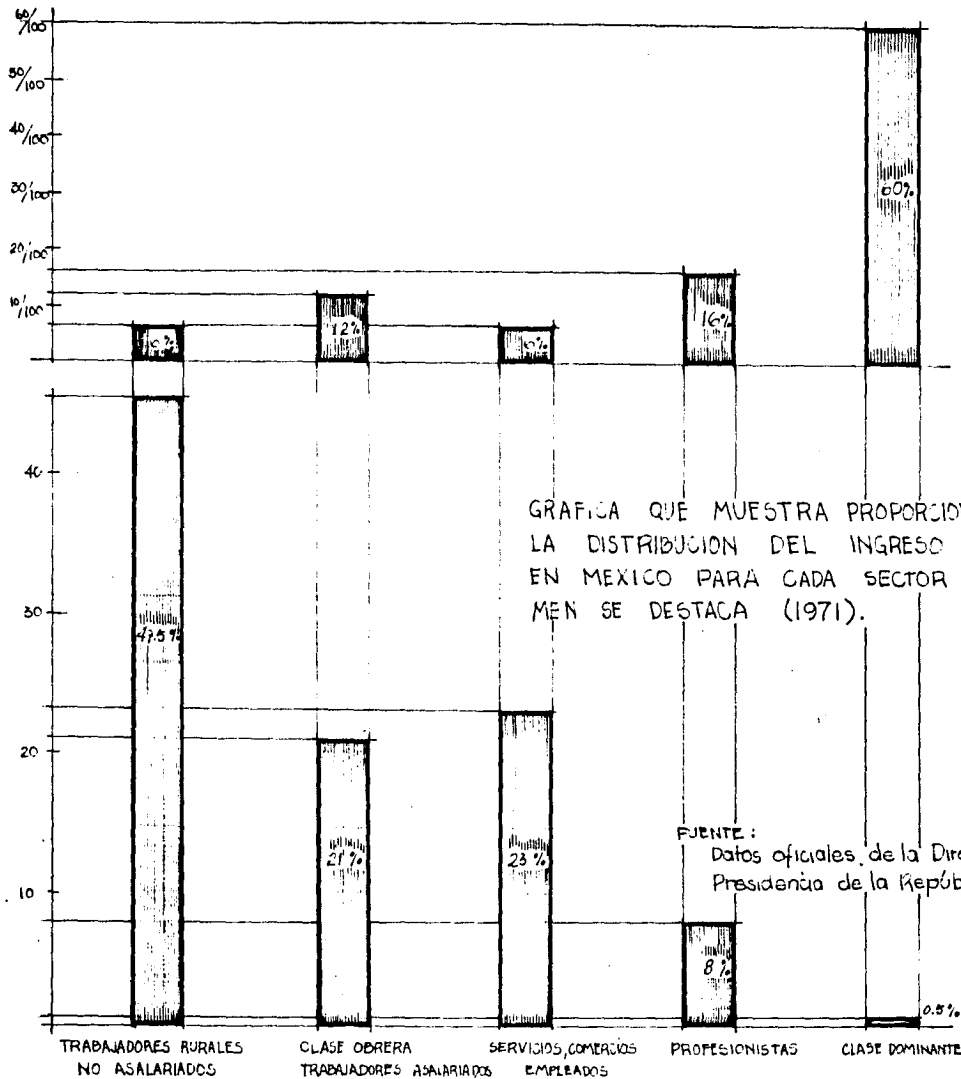 60/100
50/100
40/100
30/100
20/100
10/100
6% 12% 6% 16% 60%
40
30
20
10
47.5% 21% 23% 8% 0.5%
GRAFICA QUE MUESTRA
LA DISTRIBUCION DEL INGRESO
EN MEXICO PARA CADA SECTOR
MEN SE DESTACA (1971).
FUENTE:
Datos oficiales de la
Presidencia de la
TRABAJADORES RURALES
NO ASALARIADOS
CLASE OBRERA
TRABAJADORES ASALARIADOS
SERVICIOS, COMERCIOS
EMPLEADOS
PROFESIONISTAS
CLASE DOMINANTE